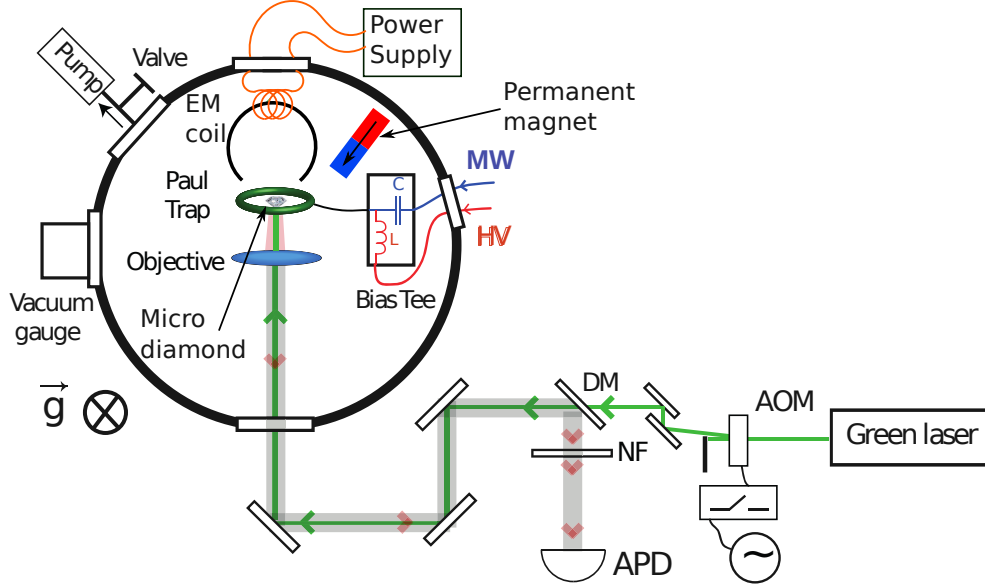 Power
Supply
Pump
Valve
EM
coil
Permanent
magnet
MW
C
Paul
Trap
L
HV
Objective
Bias Tee
Vacuum
gauge
Micro
diamond
g
DM
AOM
Green laser
NF
~
APD